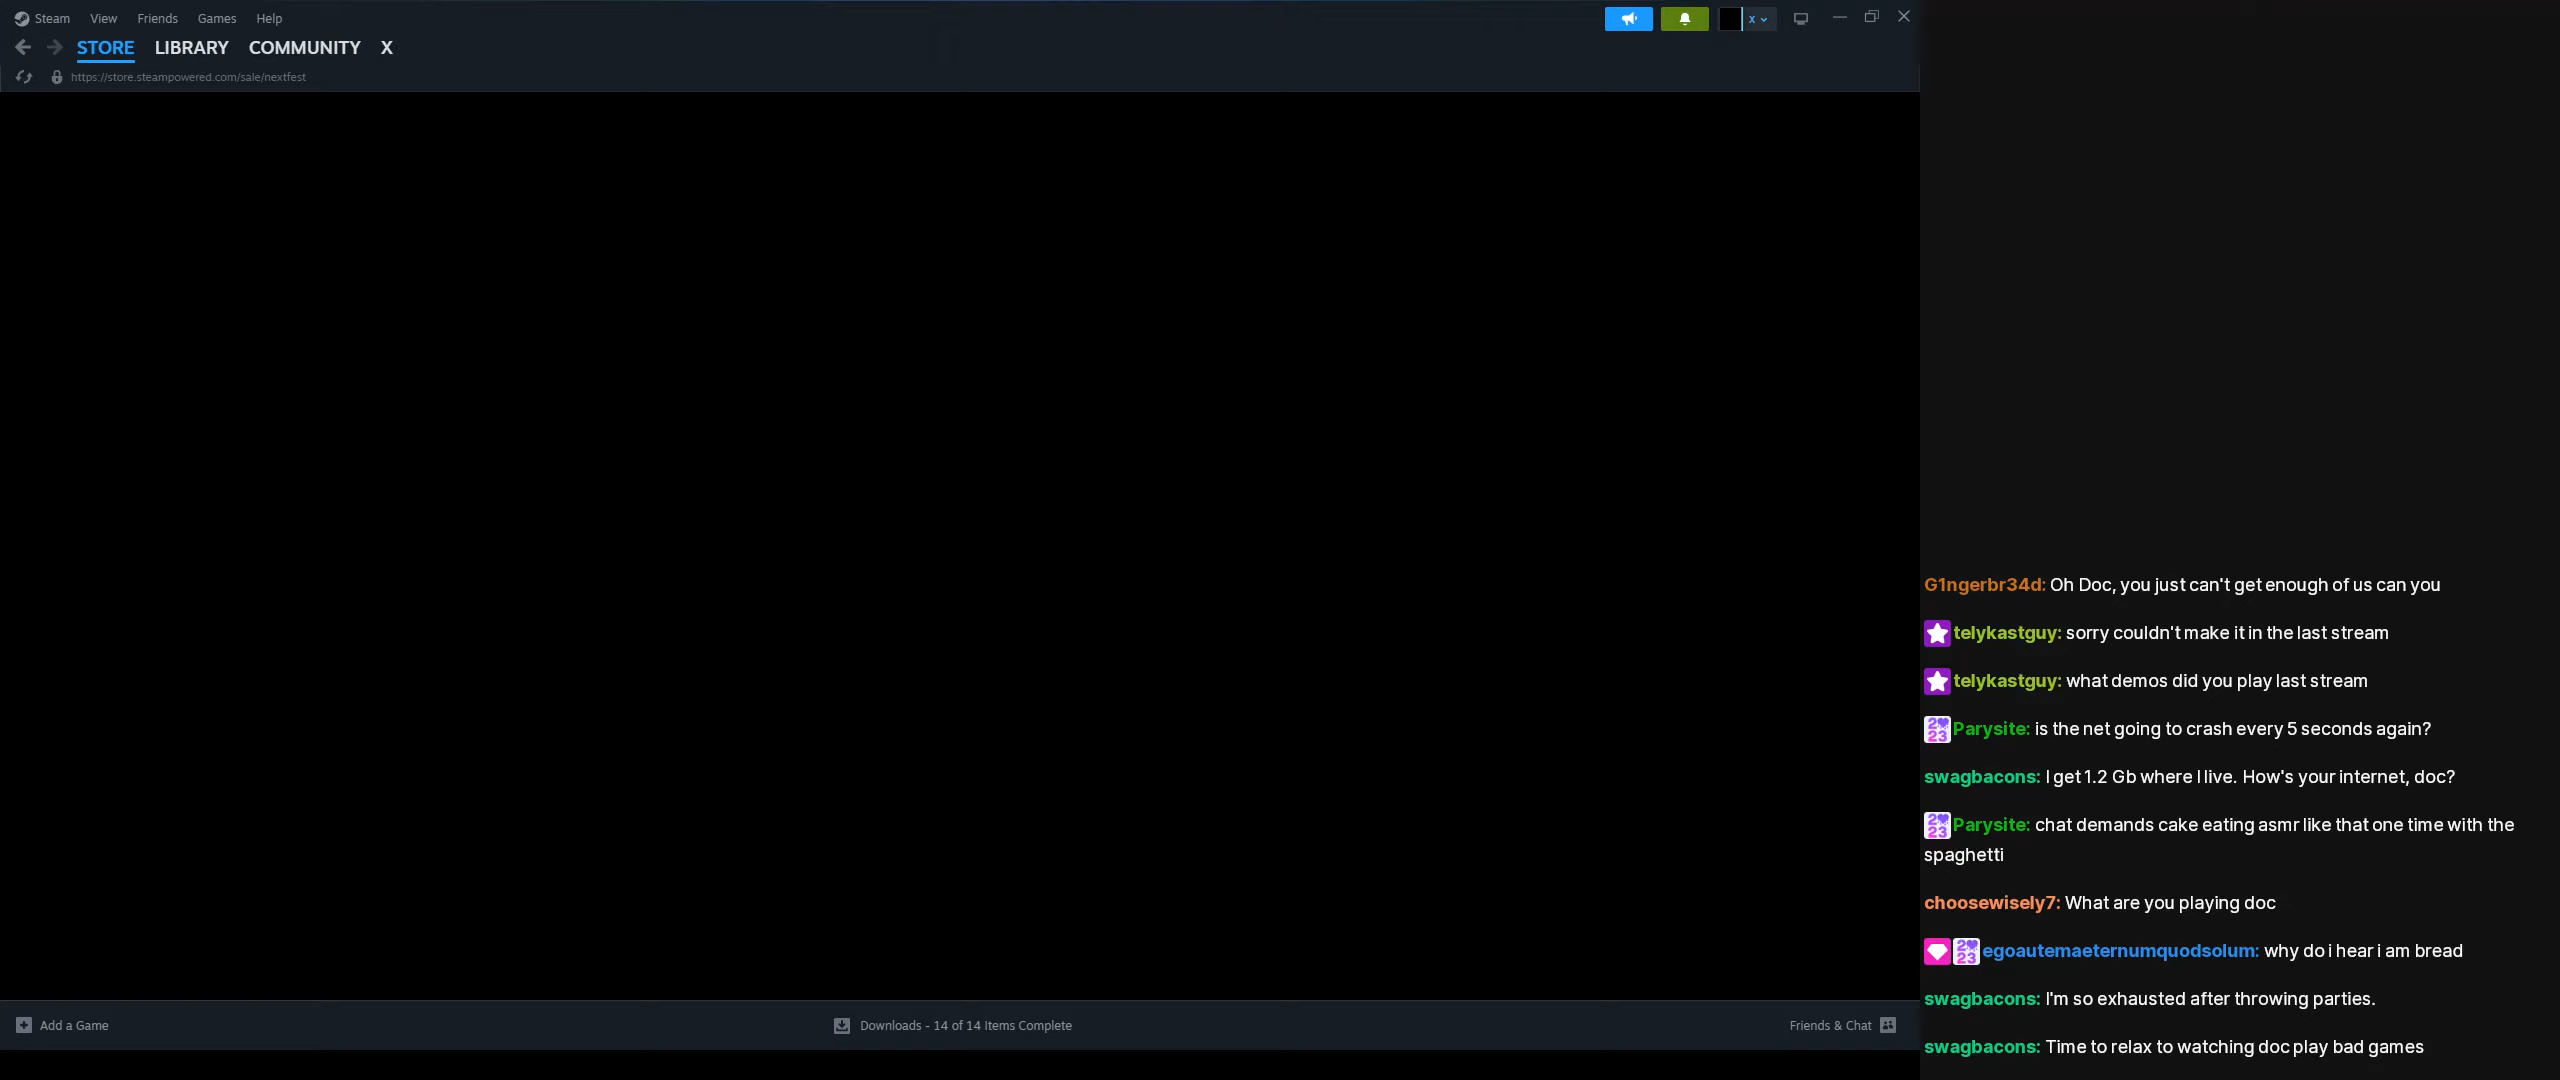 Steam View Friends Games Help
x
STORE LIBRARY COMMUNITY X
https://store.steampowered.com/sale/nextfest
G1ngerbr34d: Oh Doc, you just can't get enough of us can you
telykastguy: sorry couldn't make it in the last stream
telykastguy: what demos did you play last stream
Parysite: is the net going to crash every 5 seconds again?
swagbacons: I get 1.2 Gb where I live. How's your internet, doc?
Parysite: chat demands cake eating asmr like that one time with the
spaghetti
choosewisely7: What are you playing doc
egoautemaeternumquodsolum: why do i hear i am bread
swagbacons: I'm so exhausted after throwing parties.
swagbacons: Time to relax to watching doc play bad games
Add a Game
Downloads - 14 of 14 Items Complete
Friends & Chat